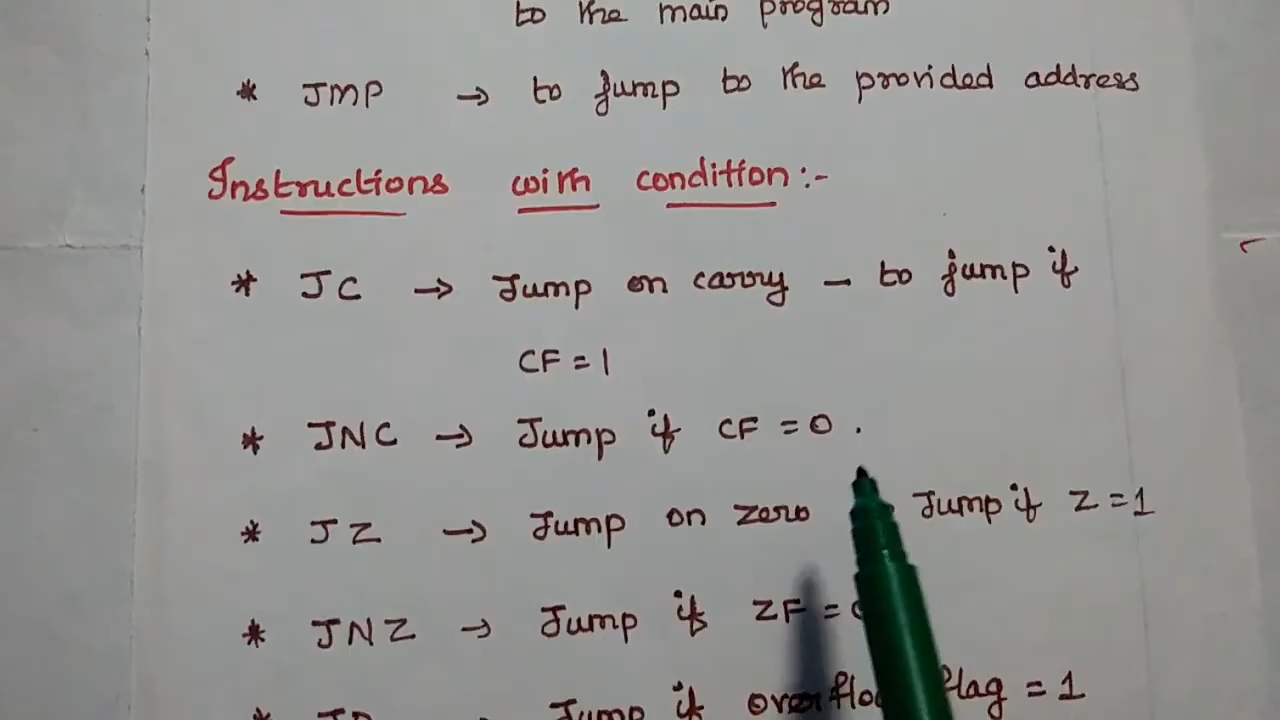 to the main program
* JMP → to jump to the provided address
Instructions with condition:-
* JC → Jump on carry - to jump if
CF = 1
* JNC → Jump if CF = 0 .
* JZ → Jump on zero Jump if Z = 1
* JNZ → Jump if ZF =
* Jump if overflow flag = 1